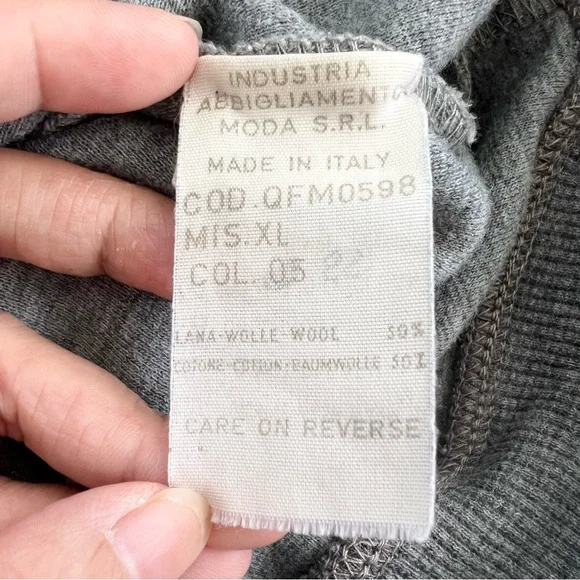 INDUSTRIA
ABBIGLIAMENTO
MODA S.R.L.
MADE IN ITALY
COD.QFM0598
MIS.XL
COL. 05
LANA-WOLLE-WOOL 50%
COTONE-COTTON-BAUMWOLLE 50%
CARE ON REVERSE